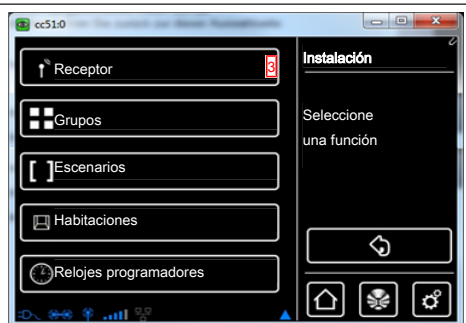 cc51:0
Receptor
3
Grupos
Escenarios
Habitaciones
Relojes programadores
Instalación
Seleccione
una función